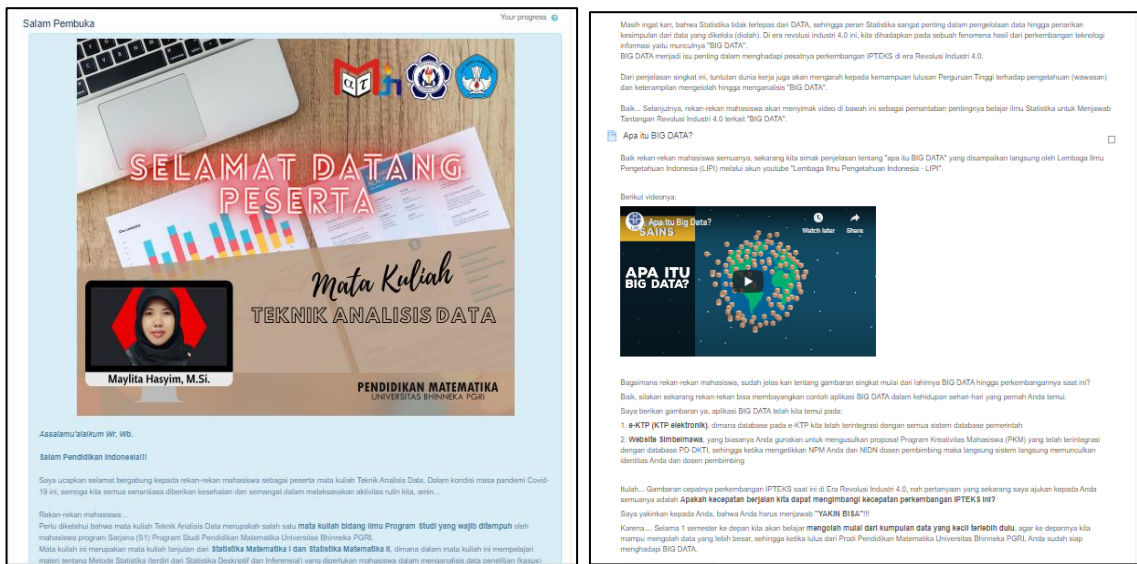 Salam Pembuka
Your progress
SELAMAT DATANG
PESERTA
Mata Kuliah
TEKNIK ANALISIS DATA
Maylita Hasyim, M.Si.
PENDIDIKAN MATEMATIKA
UNIVERSITAS BHINNEKA PGRI
Assalamu'alaikum Wr. Wb.
Salam Pendidikan Indonesia!!!
Saya ucapkan selamat bergabung kepada rekan-rekan mahasiswa sebagai peserta mata kuliah Teknik Analisis Data. Dalam kondisi masa pandemi Covid-
19 ini, semoga kita semua senantiasa diberikan kesehatan dan semangat dalam melaksanakan aktivitas rutin kita, amin...
Rekan-rekan mahasiswa...
Perlu diketahui bahwa mata kuliah Teknik Analisis Data merupakah salah satu mata kuliah bidang ilmu Program Studi yang wajib ditempuh oleh
mahasiswa program Sarjana (S1) Program Studi Pendidikan Matematika Universitas Bhinneka PGRI.
Mata kuliah ini merupakan mata kuliah lanjutan dari Statistika Matematika I dan Statistika Matematika II, dimana dalam mata kuliah ini mempelajari
materi tentang Metode Statistika (terdiri dari Statistika Deskriptif dan Inferensial) yang diperlukan mahasiswa dalam menganalisis data penelitian (kasus)
Masih ingat kan, bahwa Statistika tidak terlepas dari DATA, sehingga peran Statistika sangat penting dalam pengelolaan data hingga penarikan
kesimpulan dari data yang dikelola (diolah). Di era revolusi industri 4.0 ini, kita dihadapkan pada sebuah fenomena hasil dari perkembangan teknologi
informasi yaitu munculnya "BIG DATA".
BIG DATA menjadi isu penting dalam menghadapi pesatnya perkembangan IPTEKS di era Revolusi Industri 4.0.
Dari penjelasan singkat ini, tuntutan dunia kerja juga akan mengarah kepada kemampuan lulusan Perguruan Tinggi terhadap pengetahuan (wawasan)
dan keterampilan mengelolah hingga menganalisis "BIG DATA".
Baik... Selanjutnya, rekan-rekan mahasiswa akan menyimak video di bawah ini sebagai pemantaban pentingnya belajar ilmu Statistika untuk Menjawab
Tantangan Revolusi Industri 4.0 terkait "BIG DATA".
Apa itu BIG DATA?
Baik rekan-rekan mahasiswa semuanya, sekarang kita simak penjelasan tentang "apa itu BIG DATA" yang disampaikan langsung oleh Lembaga Ilmu
Pengetahuan Indonesia (LIPI) melalui akun youtube "Lembaga Ilmu Pengetahuan Indonesia - LIPI".
Berikut videonya:
Apa Itu Big Data?
SAINS
Watch later
Share
APA ITU
BIG DATA?
Bagaimana rekan-rekan mahasiswa, sudah jelas kan tentang gambaran singkat mulai dari lahirnya BIG DATA hingga perkembangannya saat ini?
Baik, silakan sekarang rekan-rekan bisa membayangkan contoh aplikasi BIG DATA dalam kehidupan sehari-hari yang pernah Anda temui.
Saya berikan gambaran ya, aplikasi BIG DATA telah kita temui pada:
1. e-KTP (KTP elektronik), dimana database pada e-KTP kita telah terintegrasi dengan semua sistem database pemerintah
2. Website Simbelmawa, yang biasanya Anda gunakan untuk mengusulkan proposal Program Kreativitas Mahasiswa (PKM) yang telah terintegrasi
dengan database PD-DKTI, sehingga ketika mengetikkan NPM Anda dan NIDN dosen pembimbing maka langsung sistem langsung memunculkan
identitas Anda dan dosen pembimbing
Itulah... Gambaran cepatnya perkembangan IPTEKS saat ini di Era Revolusi Industri 4.0, nah pertanyaan yang sekarang saya ajukan kepada Anda
semuanya adalah Apakah kecepatan berjalan kita dapat mengimbangi kecepatan perkembangan IPTEKS ini?
Saya yakinkan kepada Anda, bahwa Anda harus menjawab "YAKIN BISA"!!!
Karena.... Selama 1 semester ke depan kita akan belajar mengolah mulai dari kumpulan data yang kecil terlebih dulu, agar ke depannya kita
mampu mengolah data yang lebih besar, sehingga ketika lulus dari Prodi Pendidikan Matematika Universitas Bhinneka PGRI, Anda sudah siap
menghadapi BIG DATA.